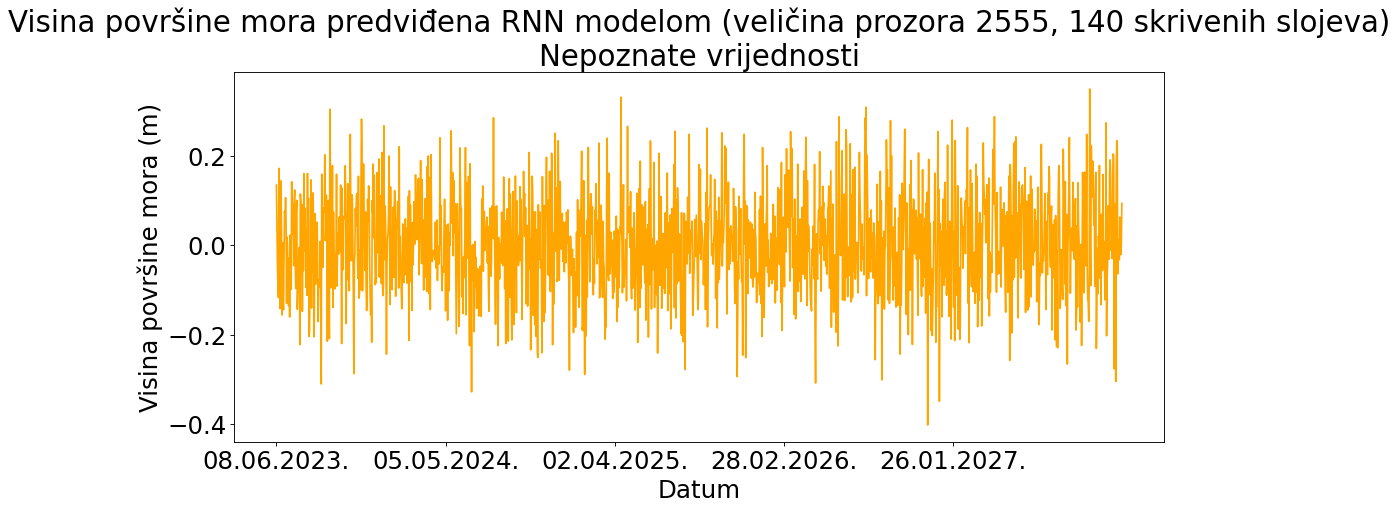 Visina površine mora predviđena RNN modelom (veličina prozora 2555, 140 skrivenih slojeva)
Nepoznate vrijednosti
Visina površine mora (m)
0.2
0.0
−0.2
−0.4
08.06.2023. 05.05.2024. 02.04.2025. 28.02.2026. 26.01.2027.
Datum